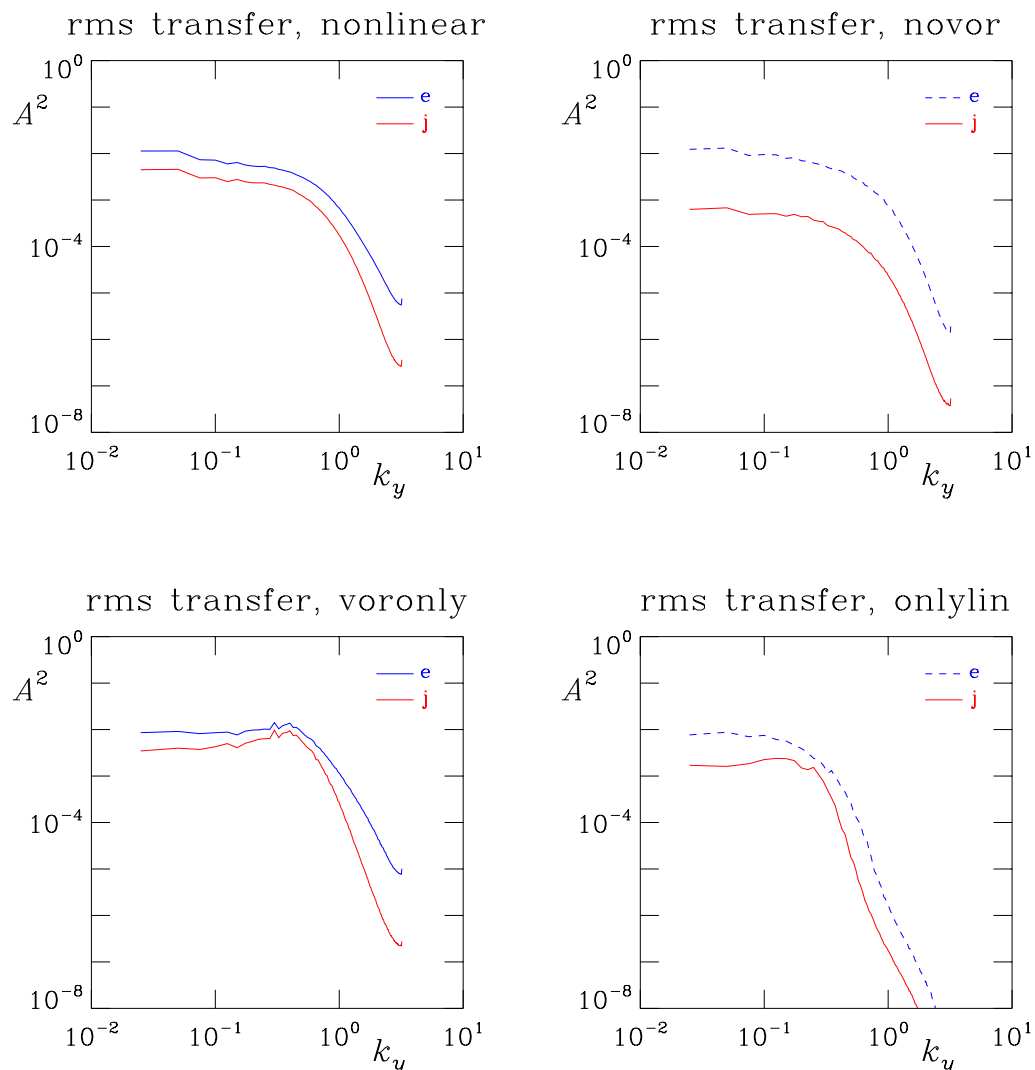 rms transfer, nonlinear
10⁰
A²
e
j
10⁻⁴
10⁻⁸
10⁻² 10⁻¹ 10⁰ 10¹
k_y
rms transfer, novor
10⁰
A²
e
j
10⁻⁴
10⁻⁸
10⁻² 10⁻¹ 10⁰ 10¹
k_y
rms transfer, voronly
10⁰
A²
e
j
10⁻⁴
10⁻⁸
10⁻² 10⁻¹ 10⁰ 10¹
k_y
rms transfer, onlylin
10⁰
A²
e
j
10⁻⁴
10⁻⁸
10⁻² 10⁻¹ 10⁰ 10¹
k_y